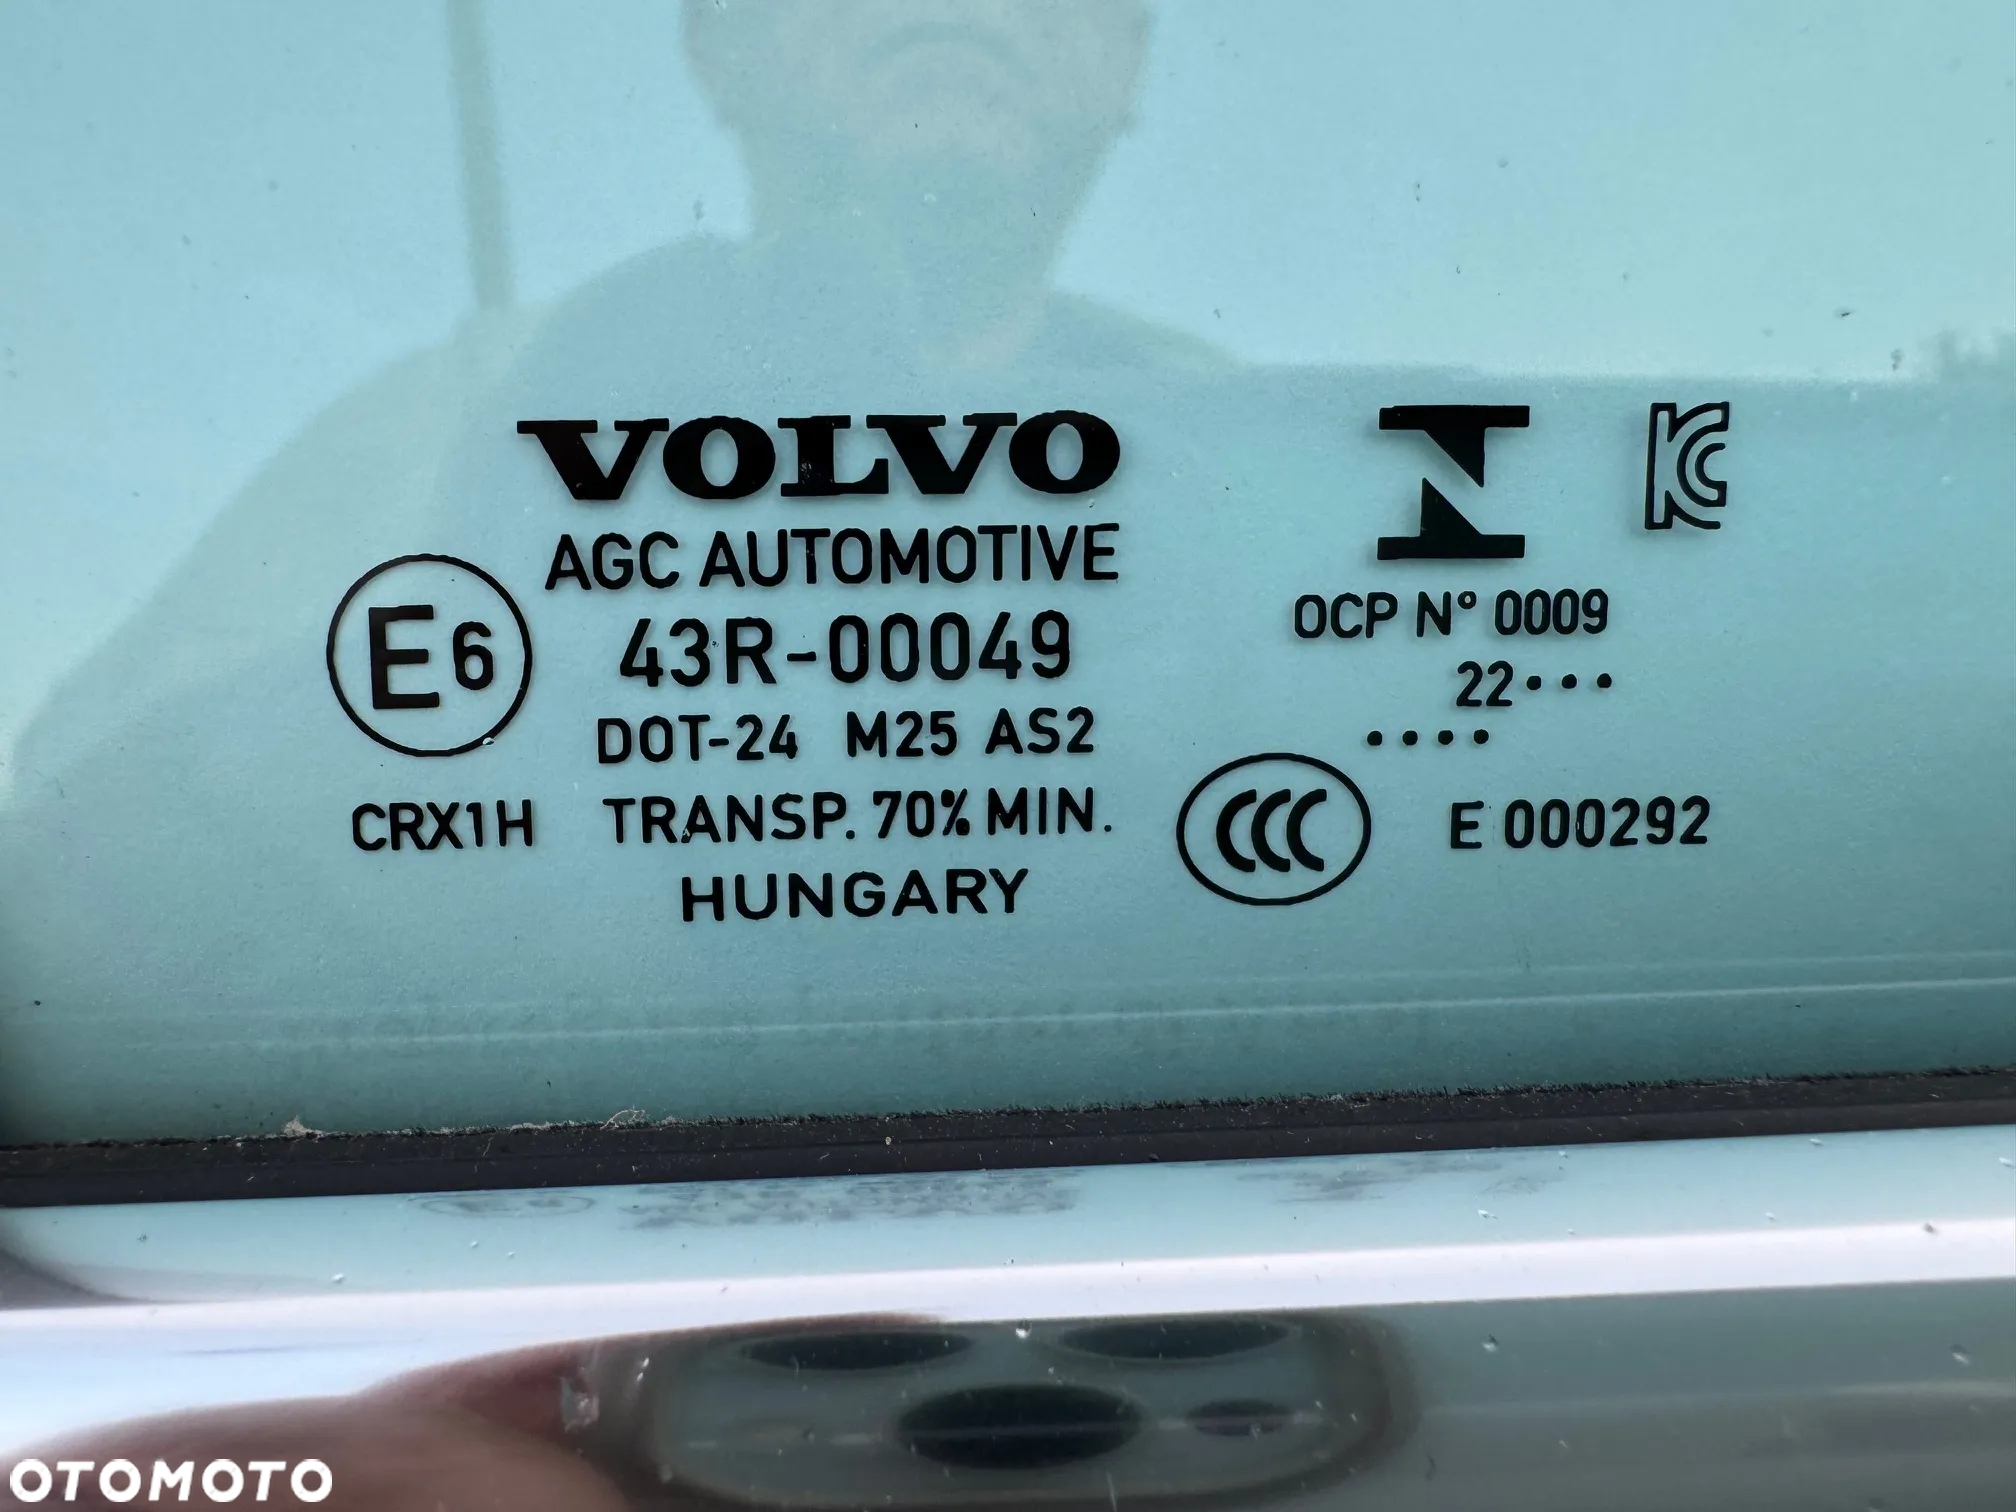 VOLVO
AGC AUTOMOTIVE
E6
43R-00049
DOT-24 M25 AS2
CRX1H TRANSP. 70% MIN.
HUNGARY
KC
OCP N° 0009
22•••
••••
CCC
E 000292
OTOMOTO